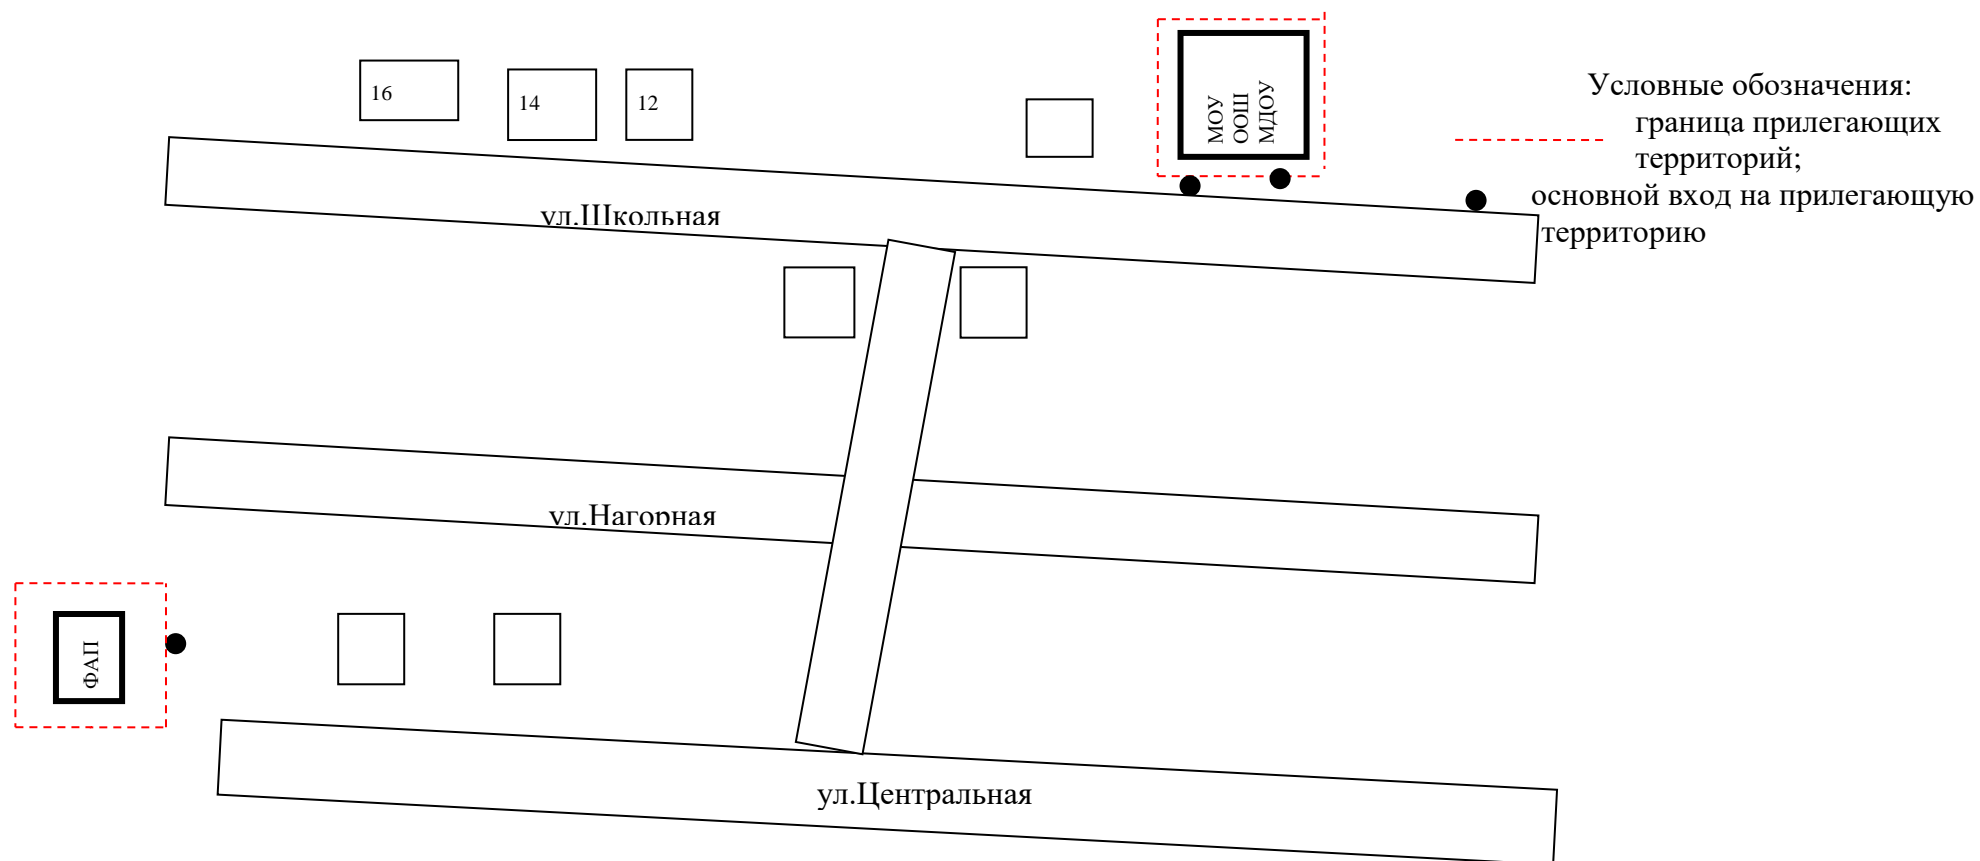 16
14
12
МОУ
ООШ
МДОУ
Условные обозначения:
граница прилегающих
территорий;
основной вход на прилегающую
территорию
ул.Школьная
ул.Нагорная
ФАП
ул.Центральная